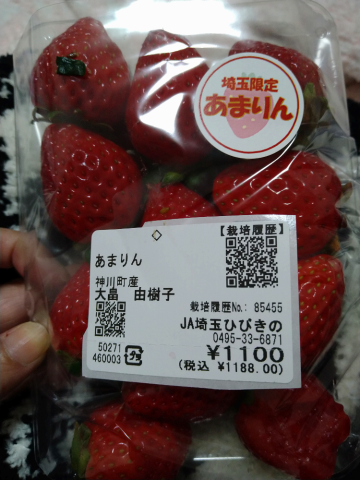 埼玉限定
あまりん
【栽培履歴】
あまりん
神川町産
大畠 由樹子
栽培履歴No.: 85455
JA埼玉ひびきの
0495-33-6871
50271
460003
¥1100
(税込 ¥1188.00)